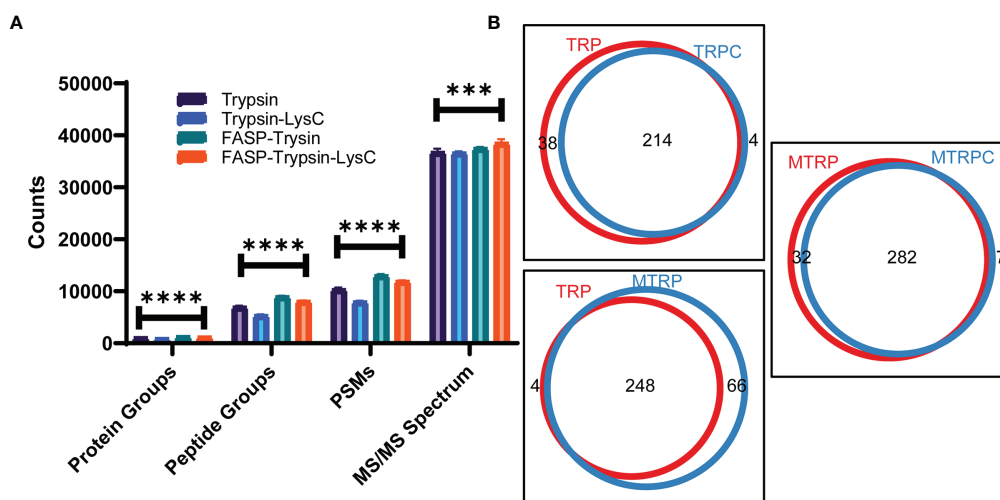 A
B
Counts
50000
40000
30000
20000
10000
0
Trypsin
Trypsin-LysC
FASP-Trysin
FASP-Trypsin-LysC
****
****
****
***
Protein Groups
Peptide Groups
PSMs
MS/MS Spectrum
TRP
TRPC
38
214
4
MTRP
MTRPC
32
282
7
TRP
MTRP
4
248
66